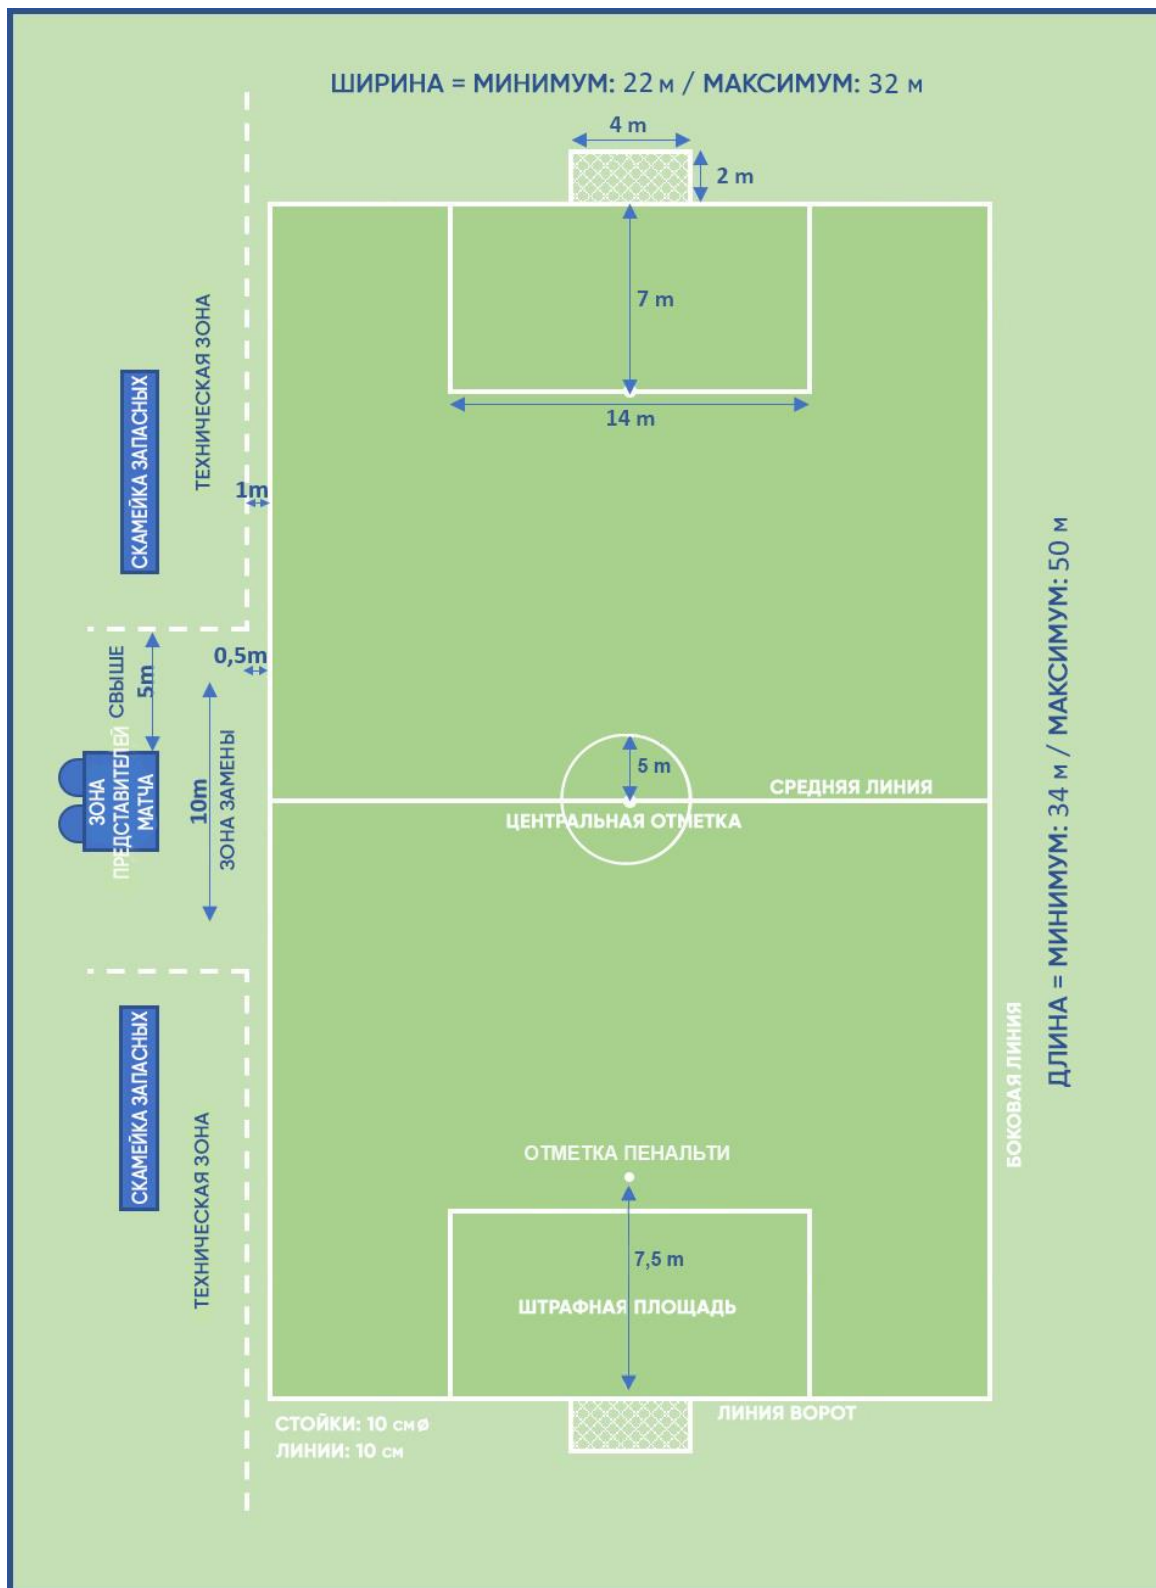 ШИРИНА = МИНИМУМ: 22 м / МАКСИМУМ: 32 м
4 m
2 m
7 m
14 m
ТЕХНИЧЕСКАЯ ЗОНА
СКАМЕЙКА ЗАПАСНЫХ
1m
0,5m
СВЫШЕ
5m
ЗОНА
ПРЕДСТАВИТЕЛЕЙ
МАТЧА
10m
ЗОНА ЗАМЕНЫ
5 m
СРЕДНЯЯ ЛИНИЯ
ЦЕНТРАЛЬНАЯ ОТМЕТКА
ДЛИНА = МИНИМУМ: 34 м / МАКСИМУМ: 50 м
БОКОВАЯ ЛИНИЯ
СКАМЕЙКА ЗАПАСНЫХ
ТЕХНИЧЕСКАЯ ЗОНА
ОТМЕТКА ПЕНАЛЬТИ
7,5 m
ШТРАФНАЯ ПЛОЩАДЬ
ЛИНИЯ ВОРОТ
СТОЙКИ: 10 смø
ЛИНИИ: 10 см